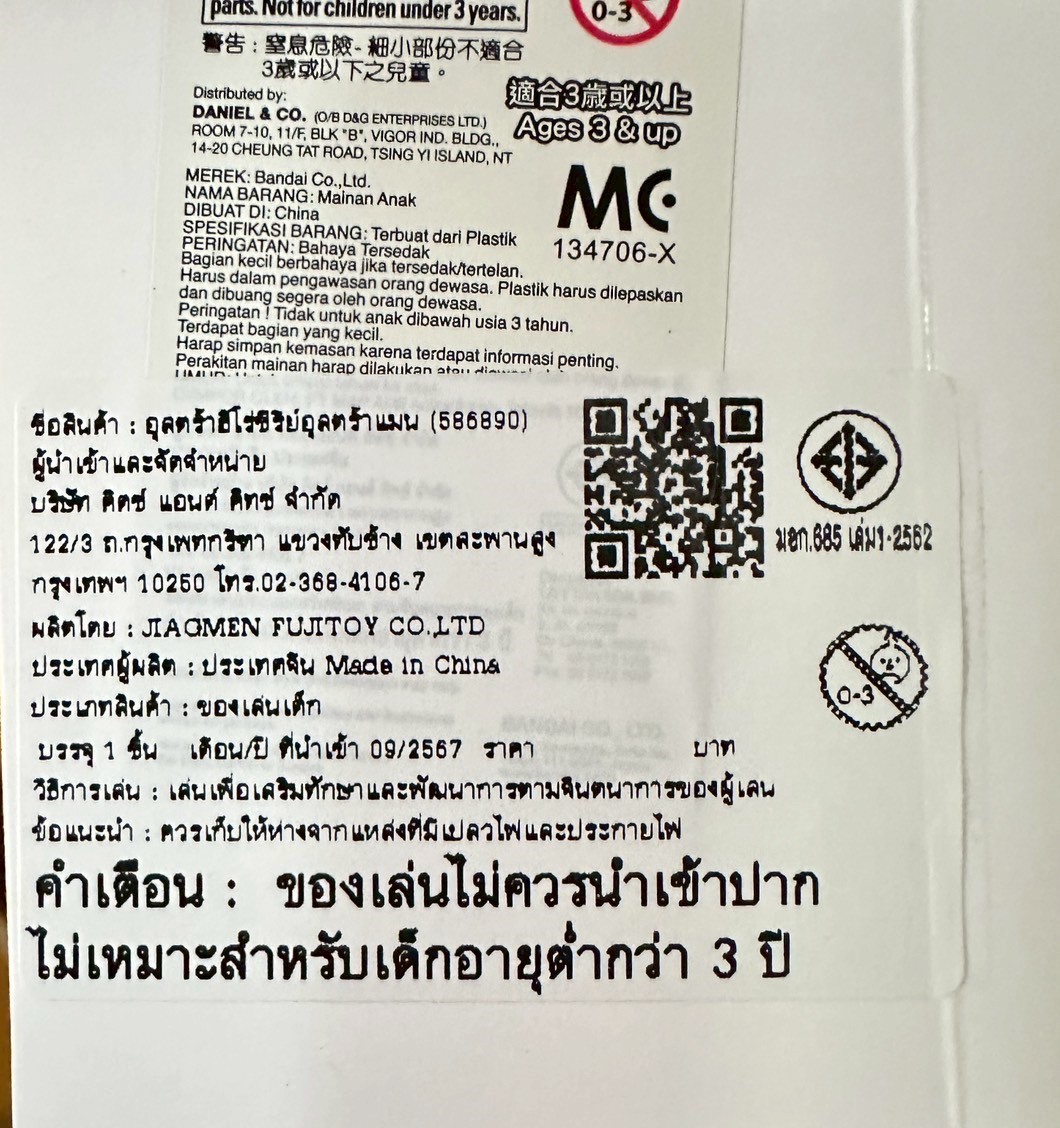 parts. Not for children under 3 years.
0-3
警告：窒息危險- 細小部份不適合
3歲或以下之兒童。
Distributed by:
DANIEL & CO. (O/B D&G ENTERPRISES LTD.)
ROOM 7-10, 11/F, BLK "B", VIGOR IND. BLDG.,
14-20 CHEUNG TAT ROAD, TSING YI ISLAND, NT
適合3歲或以上
Ages 3 & up
MC
134706-X
MEREK: Bandai Co.,Ltd.
NAMA BARANG: Mainan Anak
DIBUAT DI: China
SPESIFIKASI BARANG: Terbuat dari Plastik
PERINGATAN: Bahaya Tersedak
Bagian kecil berbahaya jika tersedak/tertelan.
Harus dalam pengawasan orang dewasa. Plastik harus dilepaskan
dan dibuang segera oleh orang dewasa.
Peringatan ! Tidak untuk anak dibawah usia 3 tahun.
Terdapat bagian yang kecil.
Harap simpan kemasan karena terdapat informasi penting.
Perakitan mainan harap dilakukan atau
ชื่อสินค้า : อุลตร้าฮีโร่ซีรีย์อุลตร้าแมน (586890)
ผู้นำเข้าและจัดจำหน่าย
บริษัท คิตซ์ แอนด์ คิทซ์ จำกัด
122/3 ถ.กรุงเทพกรีฑา แขวงทับช้าง เขตสะพานสูง
กรุงเทพฯ 10250 โทร.02-368-4106-7
ผลิตโดย : JIAOMEN FUJITOY CO.,LTD
ประเทศผู้ผลิต : ประเทศจีน Made in China
ประเภทสินค้า : ของเล่นเด็ก
บรรจุ 1 ชิ้น เดือน/ปี ที่นำเข้า 09/2567 ราคา บาท
วิธีการเล่น : เล่นเพื่อเสริมทักษาและพัฒนาการตามจินตนาการของผู้เล่น
ข้อแนะนำ : ควรเก็บให้ห่างจากแหล่งที่มีเปลวไฟและประกายไฟ
คำเตือน : ของเล่นไม่ควรนำเข้าปาก
ไม่เหมาะสำหรับเด็กอายุต่ำกว่า 3 ปี
มอก.685 เล่ม1-2562
0-3